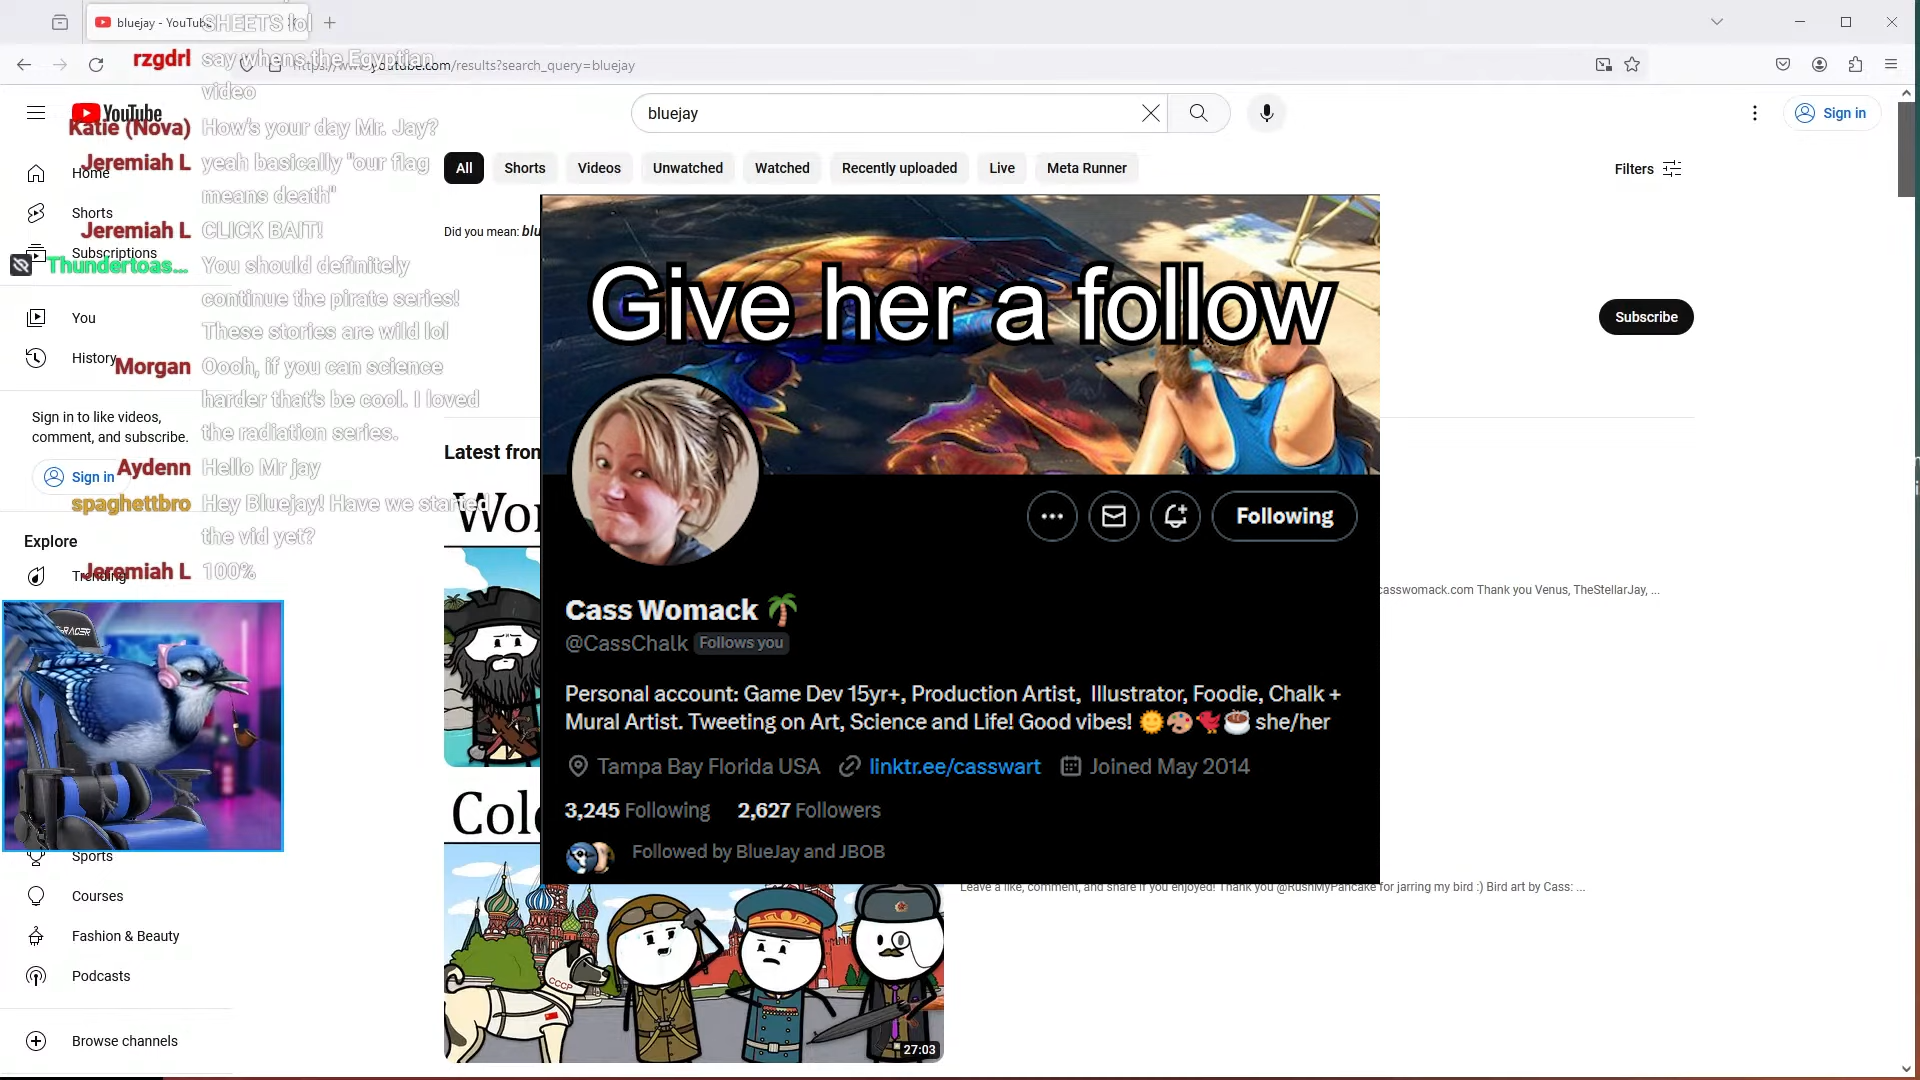 bluejay - YouTube
SHEETS lol
rzgdrl say whens the Egyptian
https://www.youtube.com/results?search_query=bluejay
video
YouTube
bluejay
Sign in
Katie (Nova) How's your day Mr. Jay?
Jeremiah L yeah basically "our flag
means death"
Home
All
Shorts
Videos
Unwatched
Watched
Recently uploaded
Live
Meta Runner
Filters
Shorts
Jeremiah L CLICK BAIT!
Subscriptions
Thundertoas... You should definitely
continue the pirate series!
These stories are wild lol
Did you mean: blu
Give her a follow
Subscribe
You
History
Morgan Oooh, if you can science
harder that's be cool. I loved
the radiation series.
Sign in to like videos,
comment, and subscribe.
Latest from
Sign in
Aydenn Hello Mr jay
spaghettbro Hey Bluejay! Have we started
the vid yet?
Wor
Following
Explore
Trending
Jeremiah L 100%
casswomack.com Thank you Venus, TheStellarJay, ...
Cass Womack
@CassChalk Follows you
Personal account: Game Dev 15yr+, Production Artist, Illustrator, Foodie, Chalk +
Mural Artist. Tweeting on Art, Science and Life! Good vibes! she/her
Tampa Bay Florida USA linktr.ee/casswart Joined May 2014
3,245 Following 2,627 Followers
Followed by BlueJay and JBOB
Col
Sports
Courses
Fashion & Beauty
Podcasts
Browse channels
Leave a like, comment, and share if you enjoyed! Thank you @RushMyPancake for jarring my bird :) Bird art by Cass: ...
CCCP
27:03